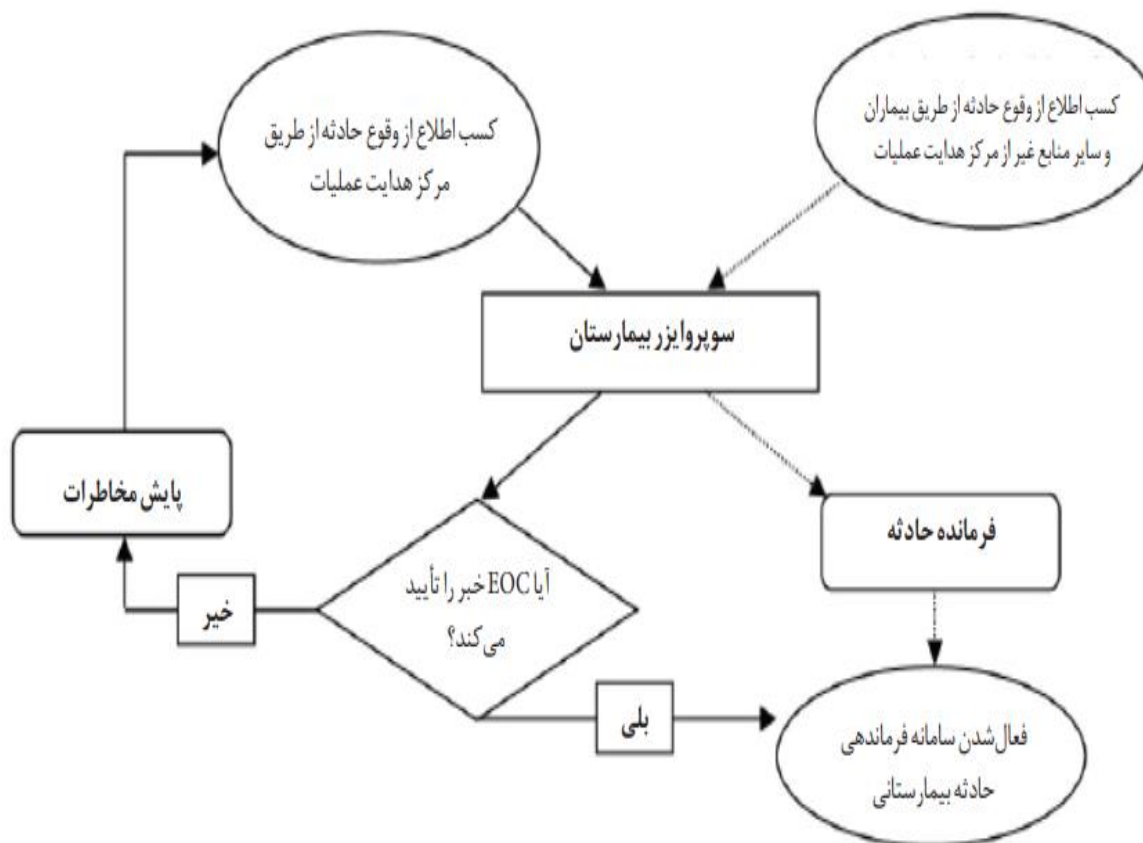 کسب اطلاع از وقوع حادثه از طریق بیماران
و سایر منابع غیر از مرکز هدایت عملیات
کسب اطلاع از وقوع حادثه از طریق
مرکز هدایت عملیات
سوپروایزر بیمارستان
پایش مخاطرات
فرمانده حادثه
آیا EOC خبر را تأیید
می‌کند؟
خیر
بلی
فعال‌شدن سامانه فرماندهی
حادثه بیمارستانی